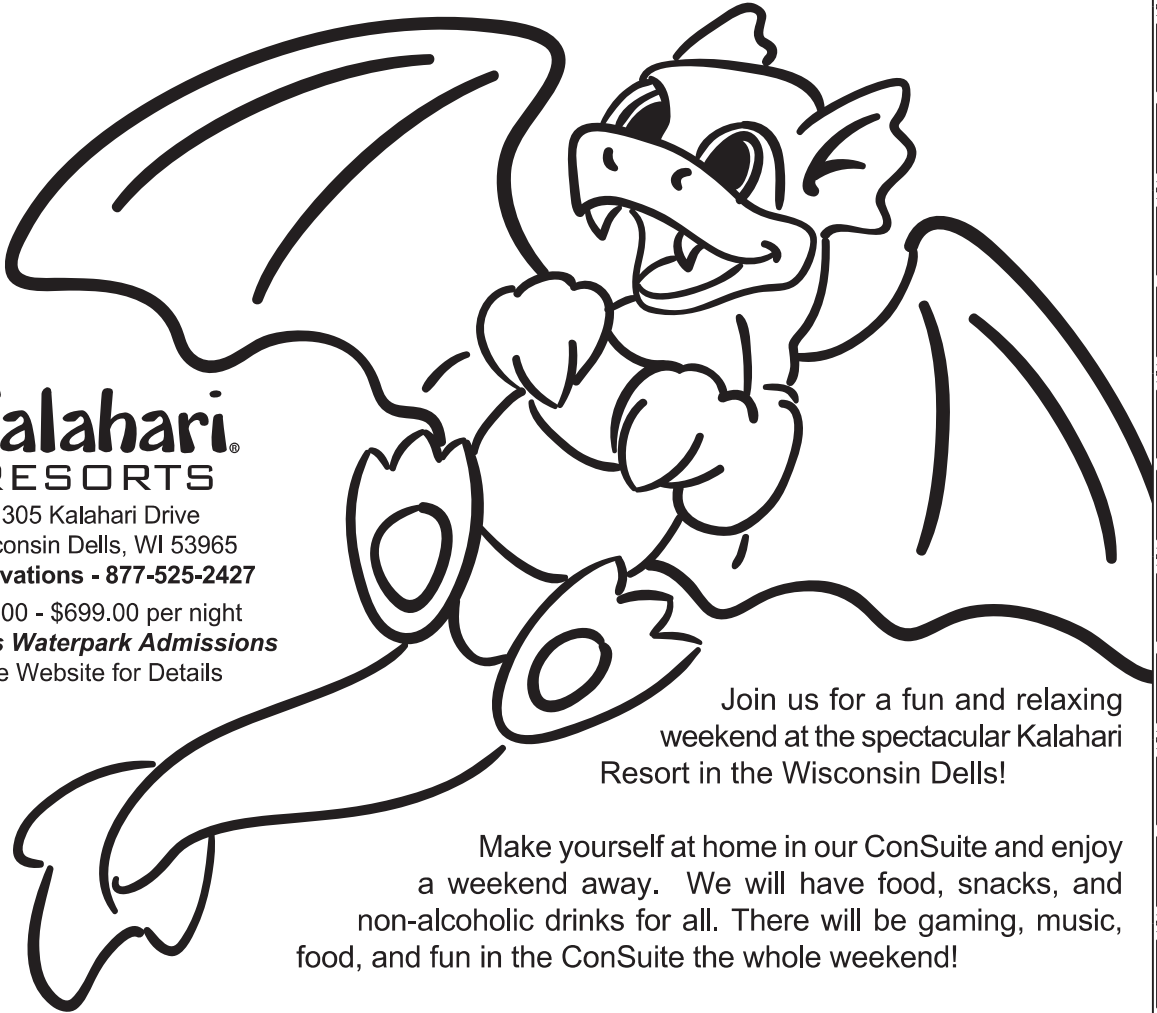 alahari®
RESORTS
305 Kalahari Drive
consin Dells, WI 53965
vations - 877-525-2427
00 - $699.00 per night
s Waterpark Admissions
e Website for Details
Join us for a fun and relaxing
weekend at the spectacular Kalahari
Resort in the Wisconsin Dells!
Make yourself at home in our ConSuite and enjoy
a weekend away. We will have food, snacks, and
non-alcoholic drinks for all. There will be gaming, music,
food, and fun in the ConSuite the whole weekend!